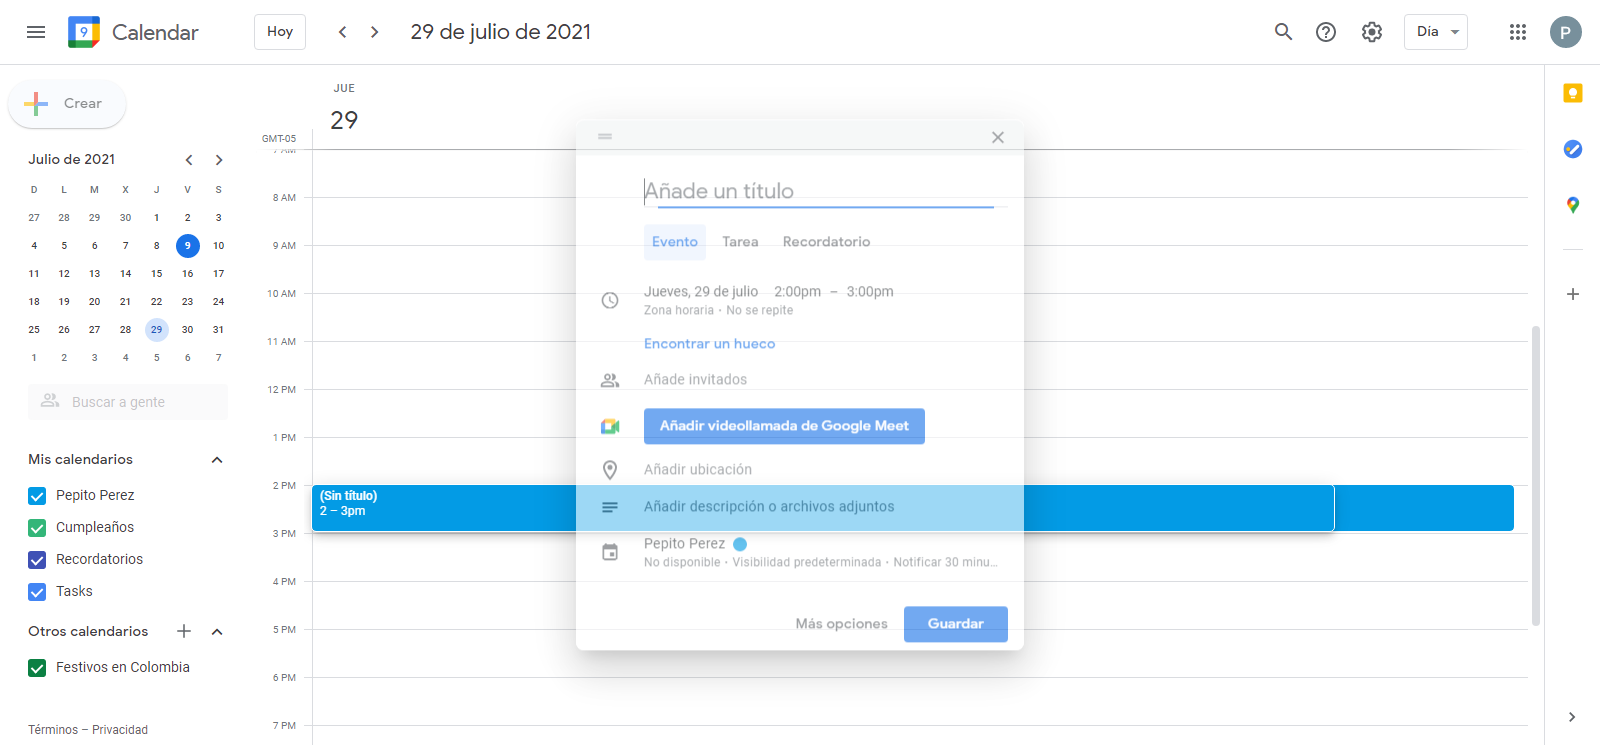 9
Calendar
Hoy
29 de julio de 2021
Día
P
Crear
JUE
29
GMT-05
Julio de 2021
D L M X J V S
27 28 29 30 1 2 3
4 5 6 7 8 9 10
11 12 13 14 15 16 17
18 19 20 21 22 23 24
25 26 27 28 29 30 31
1 2 3 4 5 6 7
Buscar a gente
Mis calendarios
Pepito Perez
Cumpleaños
Recordatorios
Tasks
Otros calendarios
Festivos en Colombia
Términos – Privacidad
7 AM
8 AM
9 AM
10 AM
11 AM
12 PM
1 PM
2 PM
3 PM
4 PM
5 PM
6 PM
7 PM
(Sin título)
2 – 3pm
Añade un título
Evento Tarea Recordatorio
Jueves, 29 de julio 2:00pm – 3:00pm
Zona horaria · No se repite
Encontrar un hueco
Añade invitados
Añadir videollamada de Google Meet
Añadir ubicación
Añadir descripción o archivos adjuntos
Pepito Perez
No disponible · Visibilidad predeterminada · Notificar 30 minu...
Más opciones Guardar